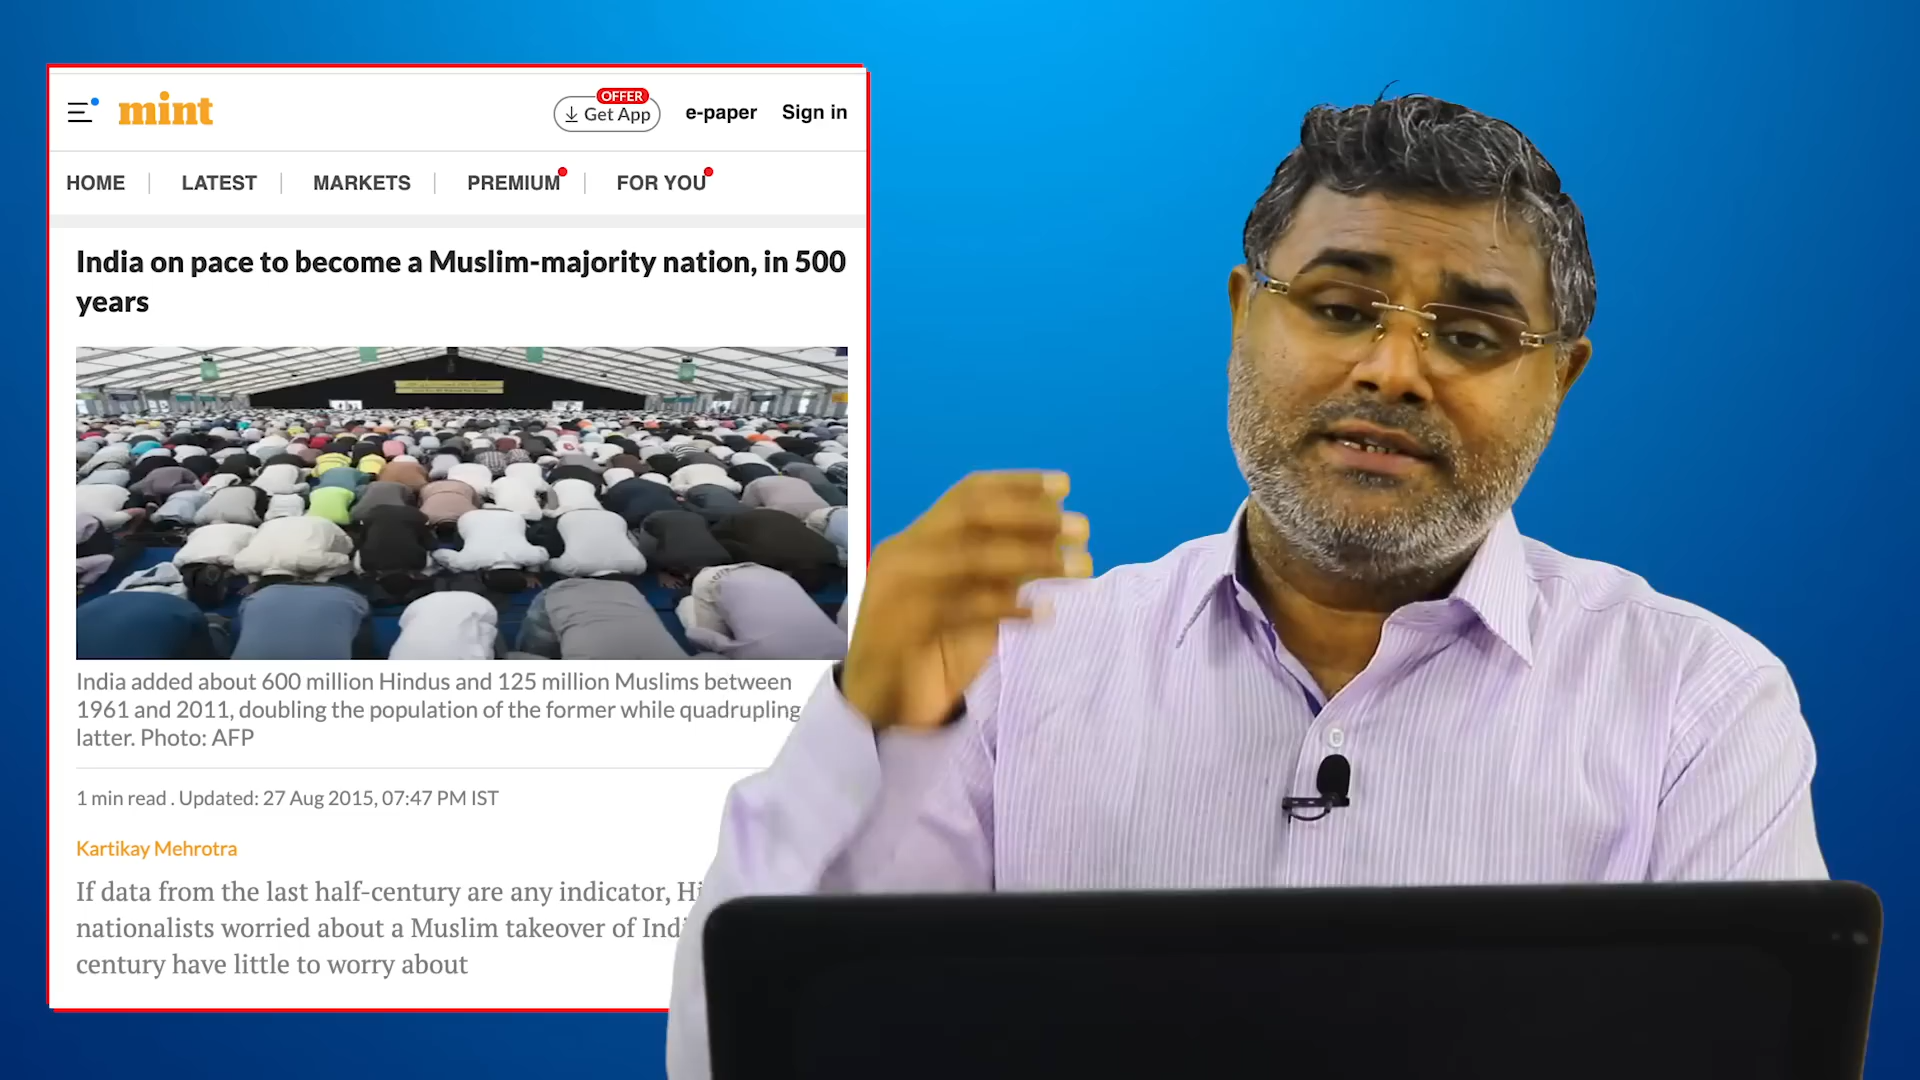 mint
OFFER
Get App
e-paper
Sign in
HOME
LATEST
MARKETS
PREMIUM
FOR YOU
India on pace to become a Muslim-majority nation, in 500
years
India added about 600 million Hindus and 125 million Muslims between
1961 and 2011, doubling the population of the former while quadrupling
latter. Photo: AFP
1 min read . Updated: 27 Aug 2015, 07:47 PM IST
Kartikay Mehrotra
If data from the last half-century are any indicator,
nationalists worried about a Muslim takeover of
century have little to worry about